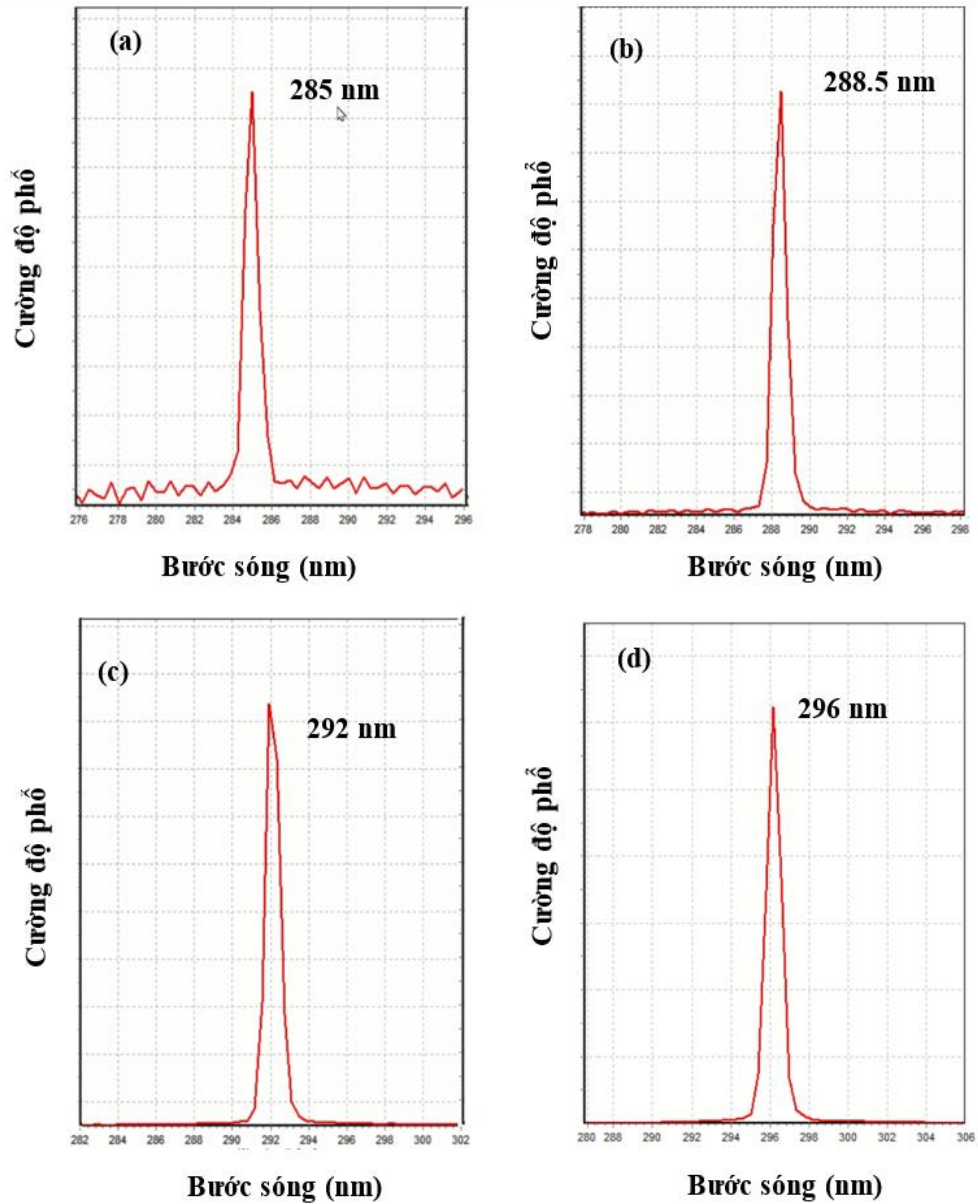 (a)
285 nm
Cường độ phổ
276 278 280 282 284 286 288 290 292 294 296
Bước sóng (nm)
(b)
288.5 nm
Cường độ phổ
278 280 282 284 286 288 290 292 294 296 298
Bước sóng (nm)
(c)
292 nm
Cường độ phổ
282 284 286 288 290 292 294 296 298 300 302
Bước sóng (nm)
(d)
296 nm
Cường độ phổ
280 288 290 292 294 296 298 300 302 304 306
Bước sóng (nm)